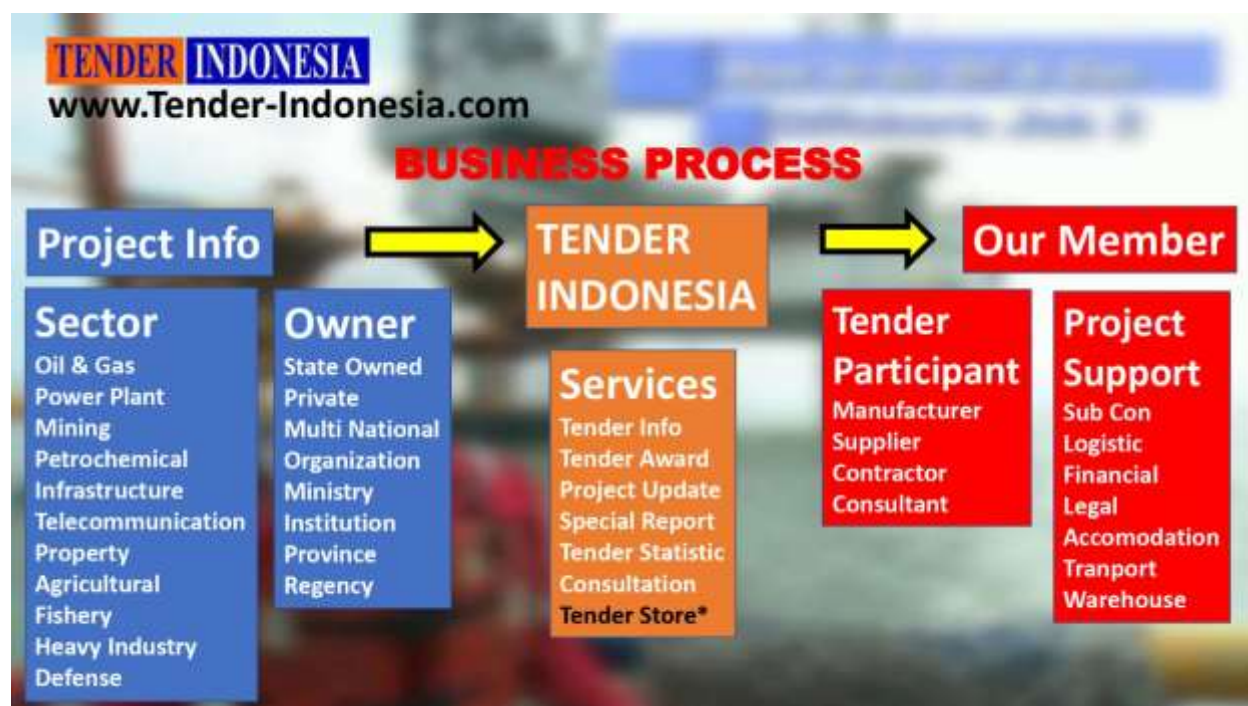 TENDER INDONESIA
www.Tender-Indonesia.com
BUSINESS PROCESS
Project Info
Sector
Oil & Gas
Power Plant
Mining
Petrochemical
Infrastructure
Telecommunication
Property
Agricultural
Fishery
Heavy Industry
Defense
Owner
State Owned
Private
Multi National
Organization
Ministry
Institution
Province
Regency
TENDER
INDONESIA
Services
Tender Info
Tender Award
Project Update
Special Report
Tender Statistic
Consultation
Tender Store*
Our Member
Tender
Participant
Manufacturer
Supplier
Contractor
Consultant
Project
Support
Sub Con
Logistic
Financial
Legal
Accomodation
Tranport
Warehouse